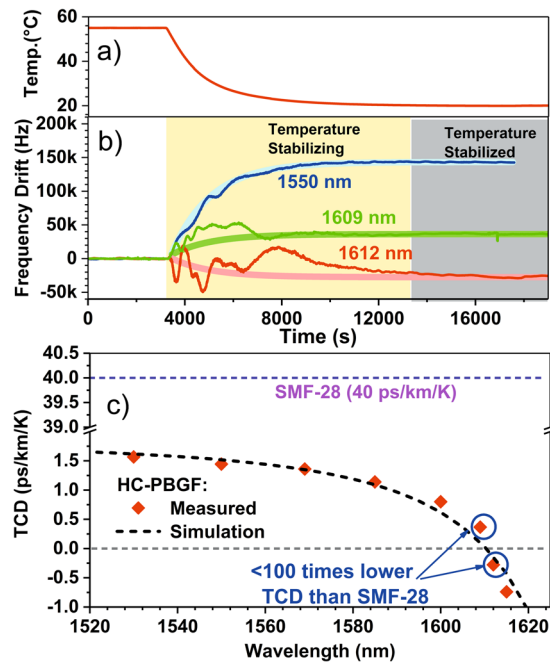 60
a)
40
20
Temp.(°C)
200k
b)
Temperature
Stabilizing
Temperature
Stabilized
150k
1550 nm
100k
1609 nm
50k
1612 nm
0
-50k
Frequency Drift (Hz)
0 4000 8000 12000 16000
Time (s)
40.5
40.0
SMF-28 (40 ps/km/K)
39.5
c)
39.0
1.5
HC-PBGF:
1.0
Measured
0.5
Simulation
0.0
<100 times lower
TCD than SMF-28
-0.5
-1.0
TCD (ps/km/K)
1520 1540 1560 1580 1600 1620
Wavelength (nm)